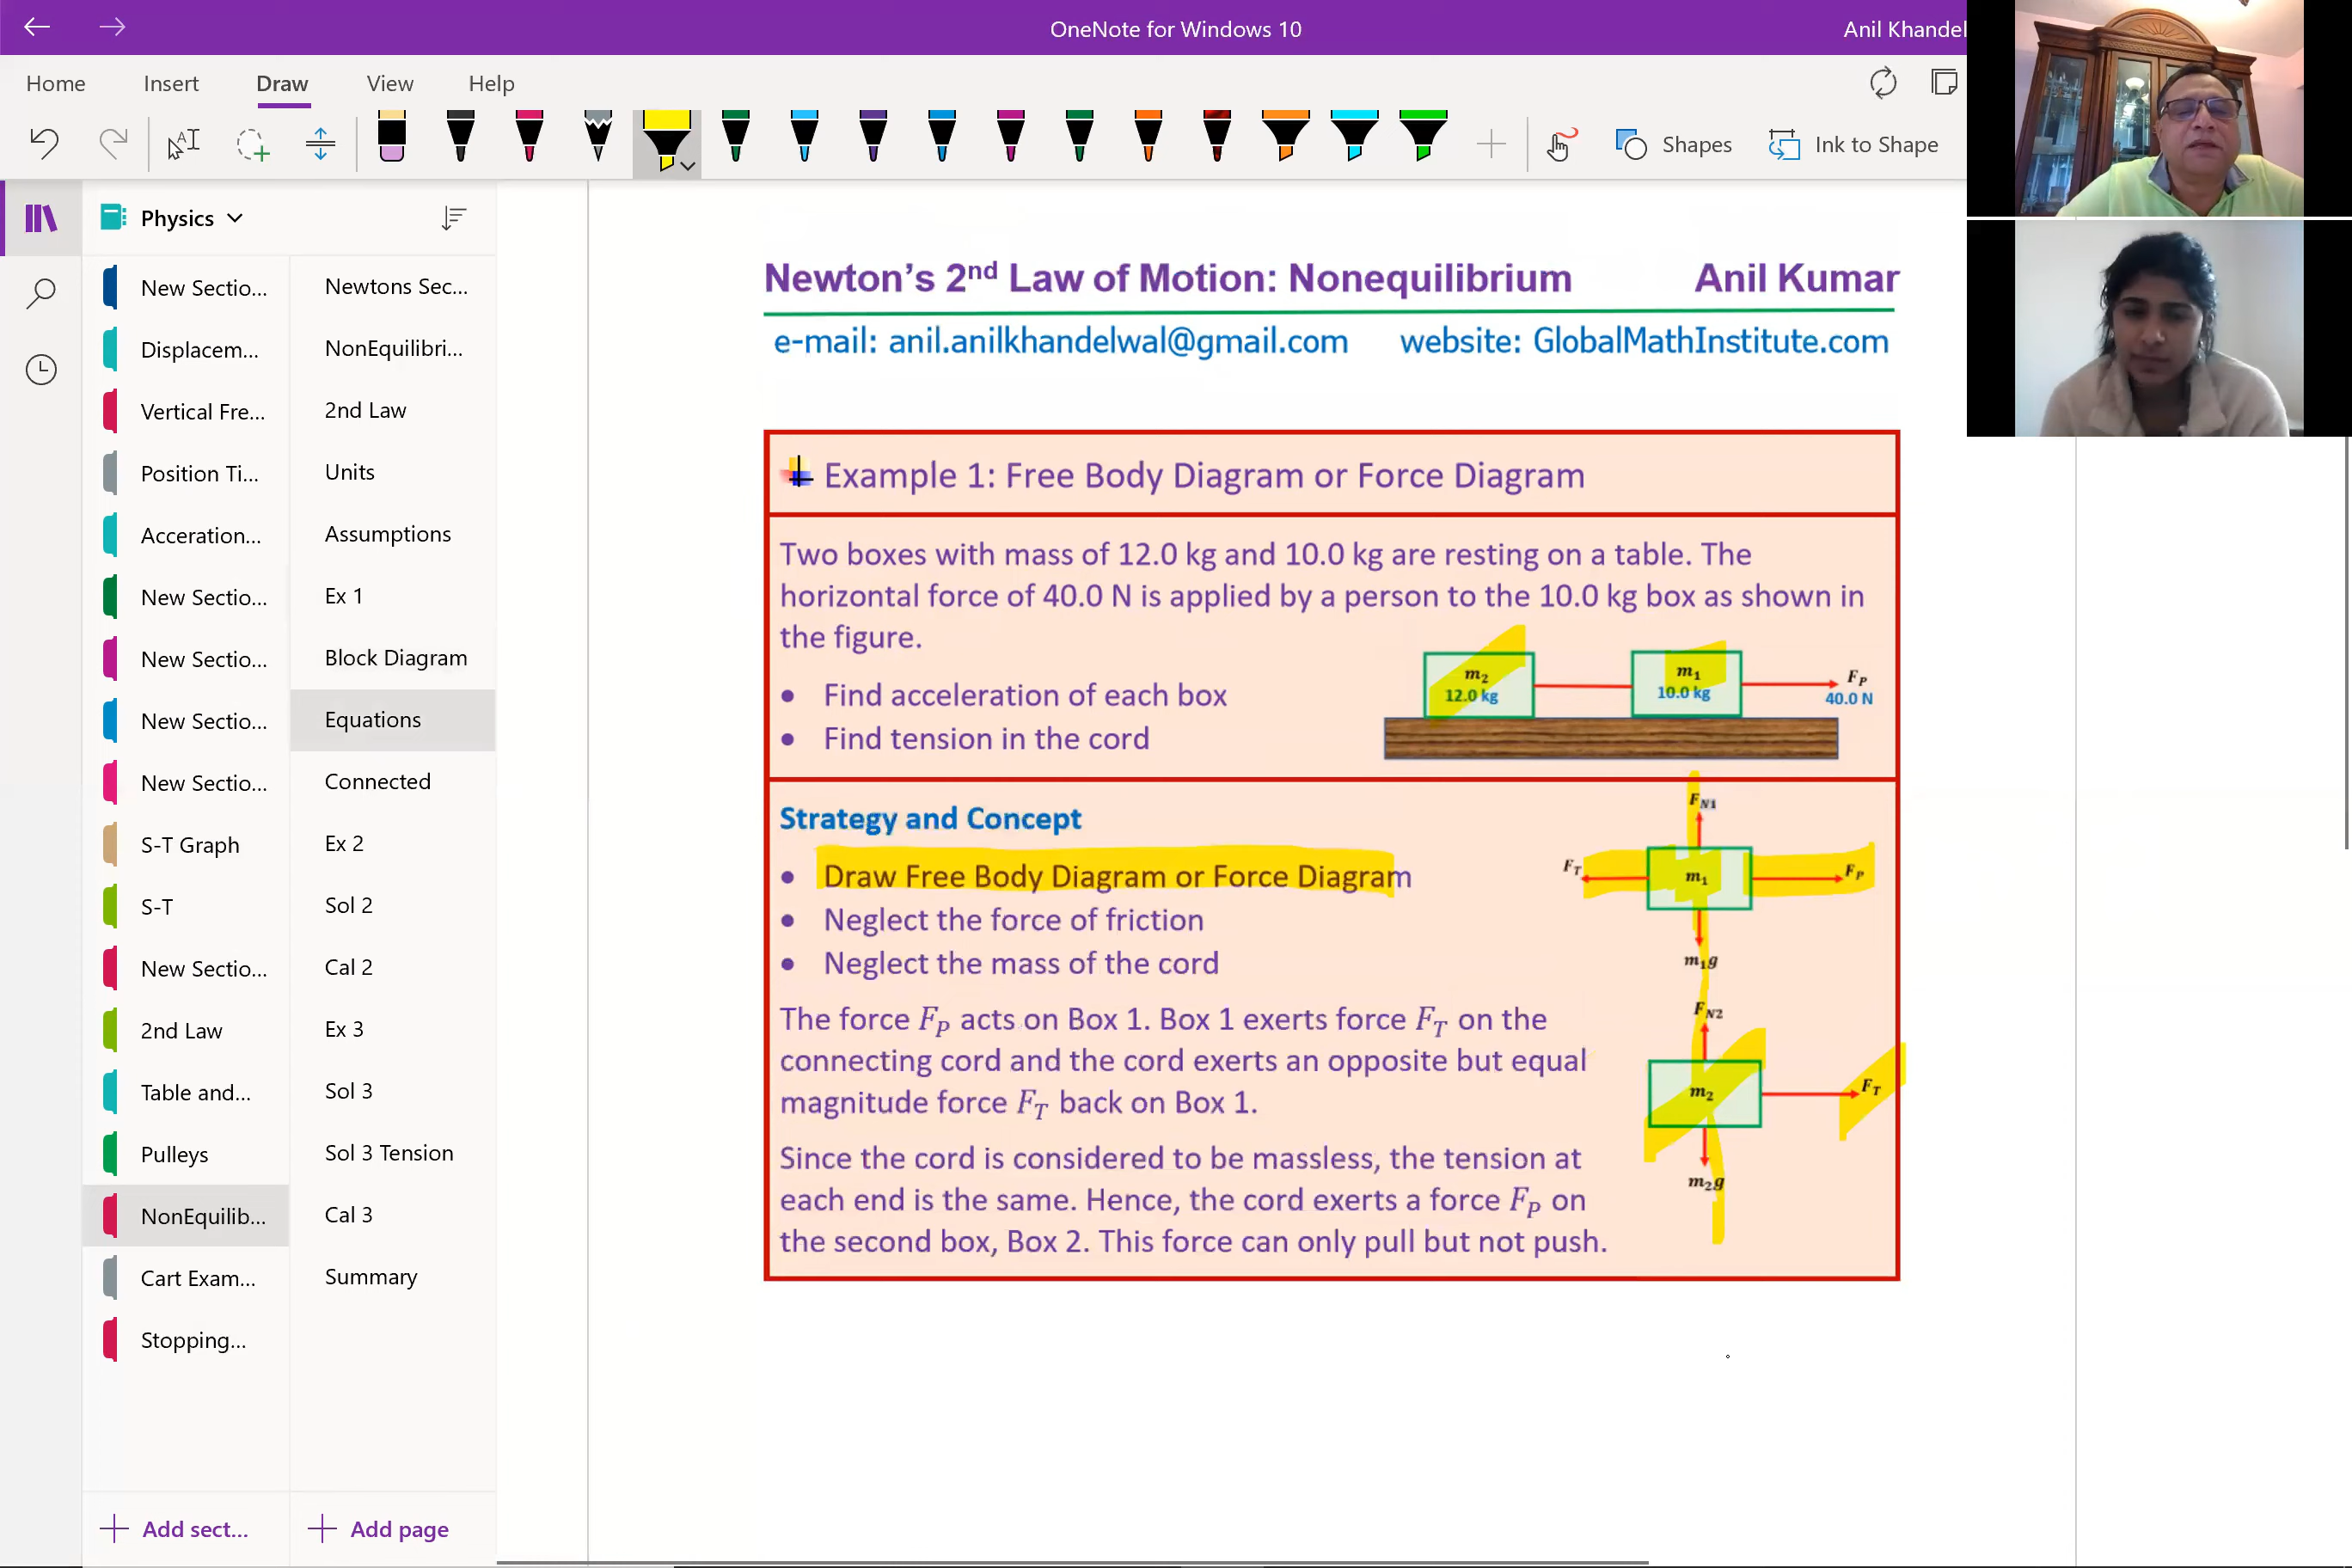 OneNote for Windows 10
Anil Khandel
Home Insert Draw View Help
Shapes Ink to Shape
Physics
New Sectio...
Displacem...
Vertical Fre...
Position Ti...
Acceration...
New Sectio...
New Sectio...
New Sectio...
New Sectio...
S-T Graph
S-T
New Sectio...
2nd Law
Table and...
Pulleys
NonEquilib...
Cart Exam...
Stopping...
Add sect...
Newtons Sec...
NonEquilibri...
2nd Law
Units
Assumptions
Ex 1
Block Diagram
Equations
Connected
Ex 2
Sol 2
Cal 2
Ex 3
Sol 3
Sol 3 Tension
Cal 3
Summary
Add page
Newton's 2nd Law of Motion: Nonequilibrium Anil Kumar
e-mail: anil.anilkhandelwal@gmail.com website: GlobalMathInstitute.com
Example 1: Free Body Diagram or Force Diagram
Two boxes with mass of 12.0 kg and 10.0 kg are resting on a table. The
horizontal force of 40.0 N is applied by a person to the 10.0 kg box as shown in
the figure.
• Find acceleration of each box
• Find tension in the cord
m2
12.0 kg
m1
10.0 kg
FP
40.0 N
Strategy and Concept
• Draw Free Body Diagram or Force Diagram
• Neglect the force of friction
• Neglect the mass of the cord
The force FP acts on Box 1. Box 1 exerts force FT on the
connecting cord and the cord exerts an opposite but equal
magnitude force FT back on Box 1.
Since the cord is considered to be massless, the tension at
each end is the same. Hence, the cord exerts a force FP on
the second box, Box 2. This force can only pull but not push.
FN1
FT m1 FP
m1g
FN2
m2 FT
m2g